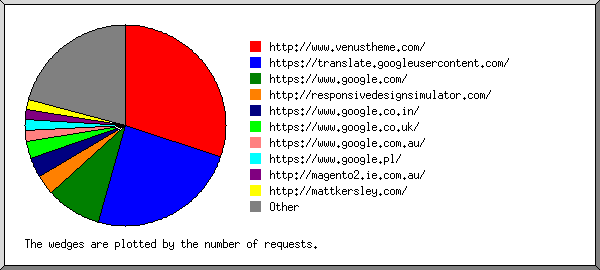 http://www.venustheme.com/
https://translate.googleusercontent.com/
https://www.google.com/
http://responsivedesignsimulator.com/
https://www.google.co.in/
https://www.google.co.uk/
https://www.google.com.au/
https://www.google.pl/
http://magento2.ie.com.au/
http://mattkersley.com/
Other
The wedges are plotted by the number of requests.